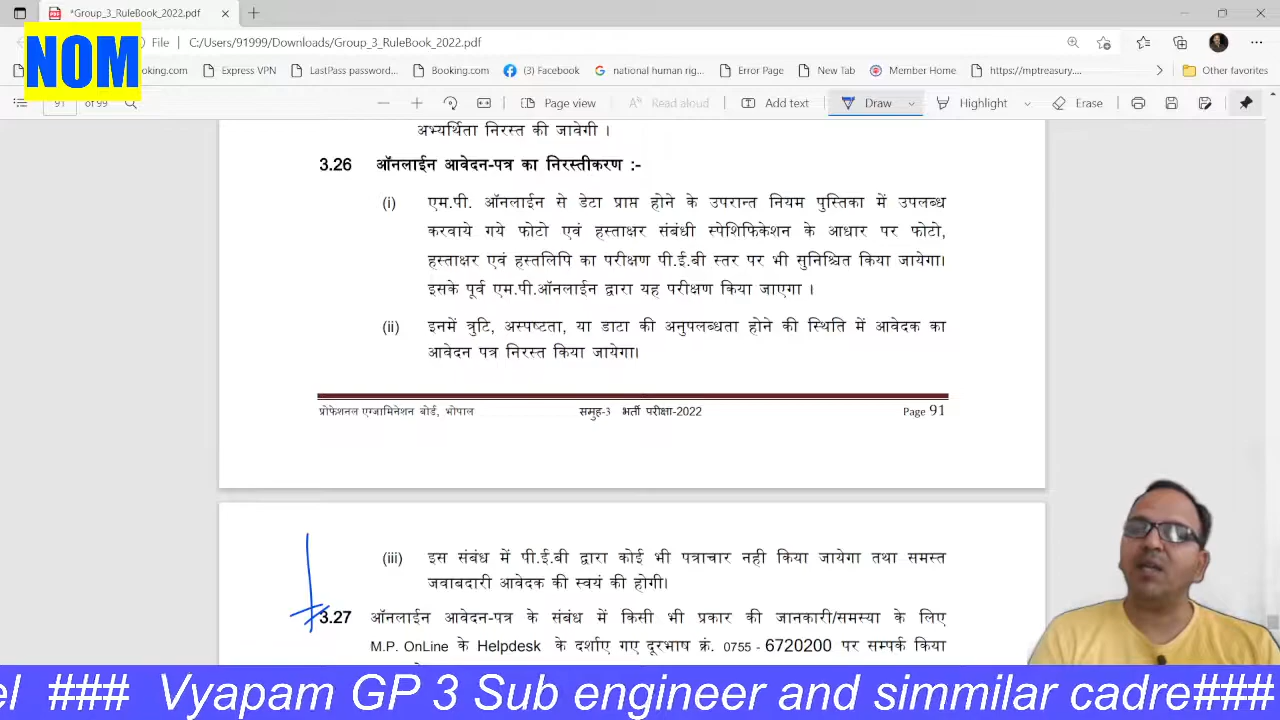 *Group_3_RuleBook_2022.pdf
NOM
File C:/Users/91999/Downloads/Group_3_RuleBook_2022.pdf
oking.com Express VPN LastPass password... Booking.com (3) Facebook national human rig... Error Page New Tab Member Home https://mptreasury.... Other favorites
91 of 99 Page view Read aloud Add text Draw Highlight Erase
अभ्यर्थिता निरस्त की जावेगी ।
3.26 ऑनलाईन आवेदन-पत्र का निरस्तीकरण :-
(i) एम.पी. ऑनलाईन से डेटा प्राप्त होने के उपरान्त नियम पुस्तिका में उपलब्ध
करवाये गये फोटो एवं हस्ताक्षर संबंधी स्पेशिफिकेशन के आधार पर फोटो,
हस्ताक्षर एवं हस्तलिपि का परीक्षण पी.ई.बी स्तर पर भी सुनिश्चित किया जायेगा।
इसके पूर्व एम.पी.ऑनलाईन द्वारा यह परीक्षण किया जाएगा ।
(ii) इनमें त्रुटि, अस्पष्टता, या डाटा की अनुपलब्धता होने की स्थिति में आवेदक का
आवेदन पत्र निरस्त किया जायेगा।
प्रोफेशनल एग्जामिनेशन बोर्ड, भोपाल समुह-3 भर्ती परीक्षा-2022 Page 91
(iii) इस संबंध में पी.ई.बी द्वारा कोई भी पत्राचार नही किया जायेगा तथा समस्त
जवाबदारी आवेदक की स्वयं की होगी।
3.27 ऑनलाईन आवेदन-पत्र के संबंध में किसी भी प्रकार की जानकारी/समस्या के लिए
M.P. OnLine के Helpdesk के दर्शाए गए दूरभाष क्रं. 0755 - 6720200 पर सम्पर्क किया
el ### Vyapam GP 3 Sub engineer and simmilar cadre###